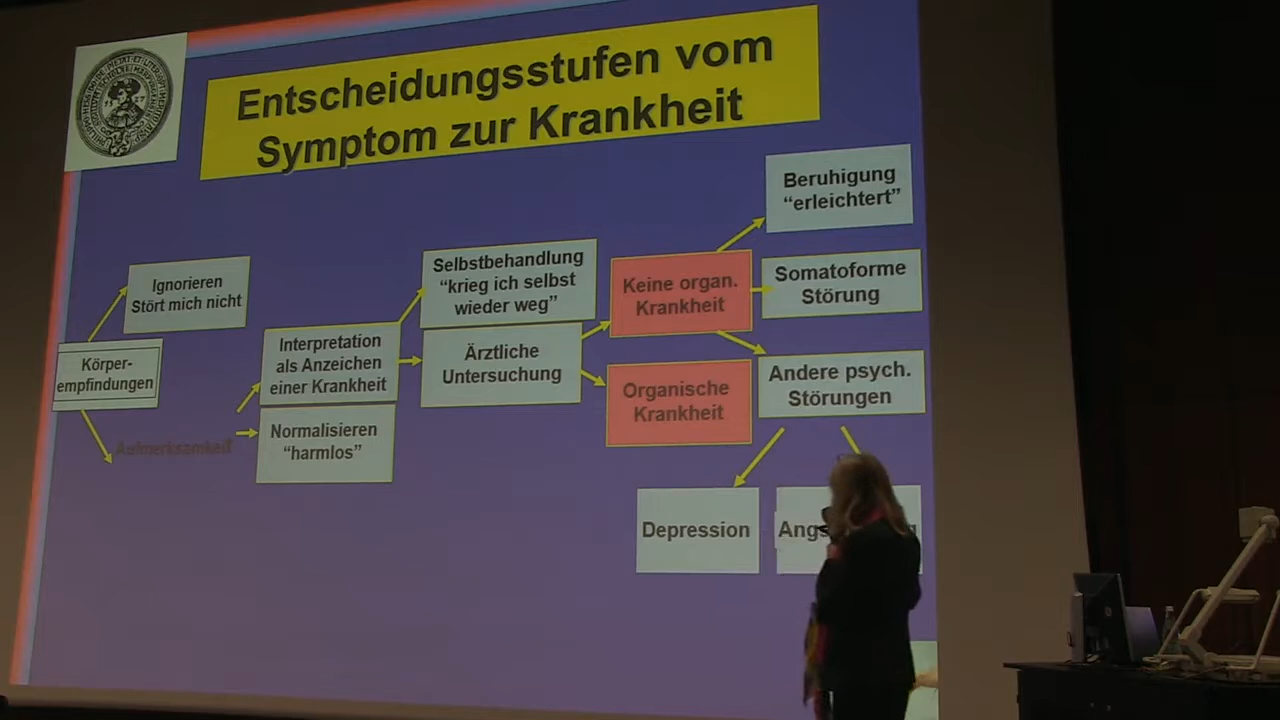 Entscheidungsstufen vom
Symptom zur Krankheit
Beruhigung
“erleichtert”
Selbstbehandlung
“krieg ich selbst
wieder weg”
Keine organ.
Krankheit
Somatoforme
Störung
Ignorieren
Stört mich nicht
Körper-
empfindungen
Interpretation
als Anzeichen
einer Krankheit
Ärztliche
Untersuchung
Andere psych.
Störungen
Organische
Krankheit
Aufmerksamkeit
Normalisieren
“harmlos”
Depression